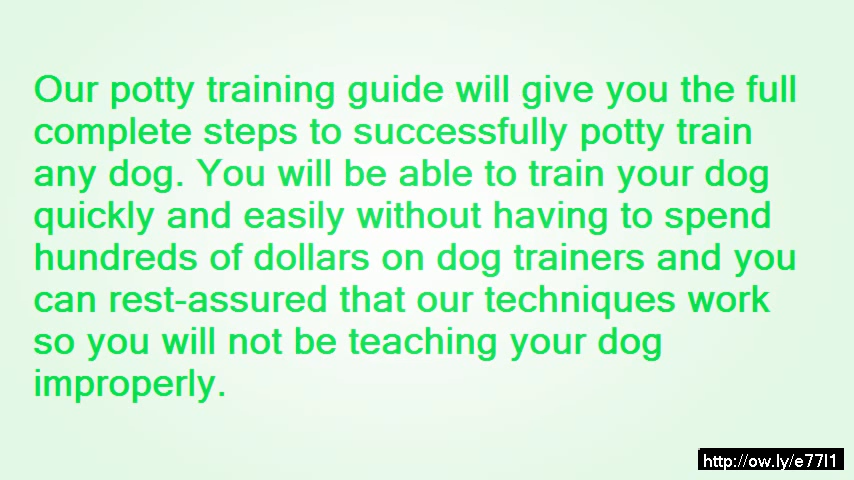 Our potty training guide will give you the full
complete steps to successfully potty train
any dog. You will be able to train your dog
quickly and easily without having to spend
hundreds of dollars on dog trainers and you
can rest-assured that our techniques work
so you will not be teaching your dog
improperly.
http://ow.ly/e77l1